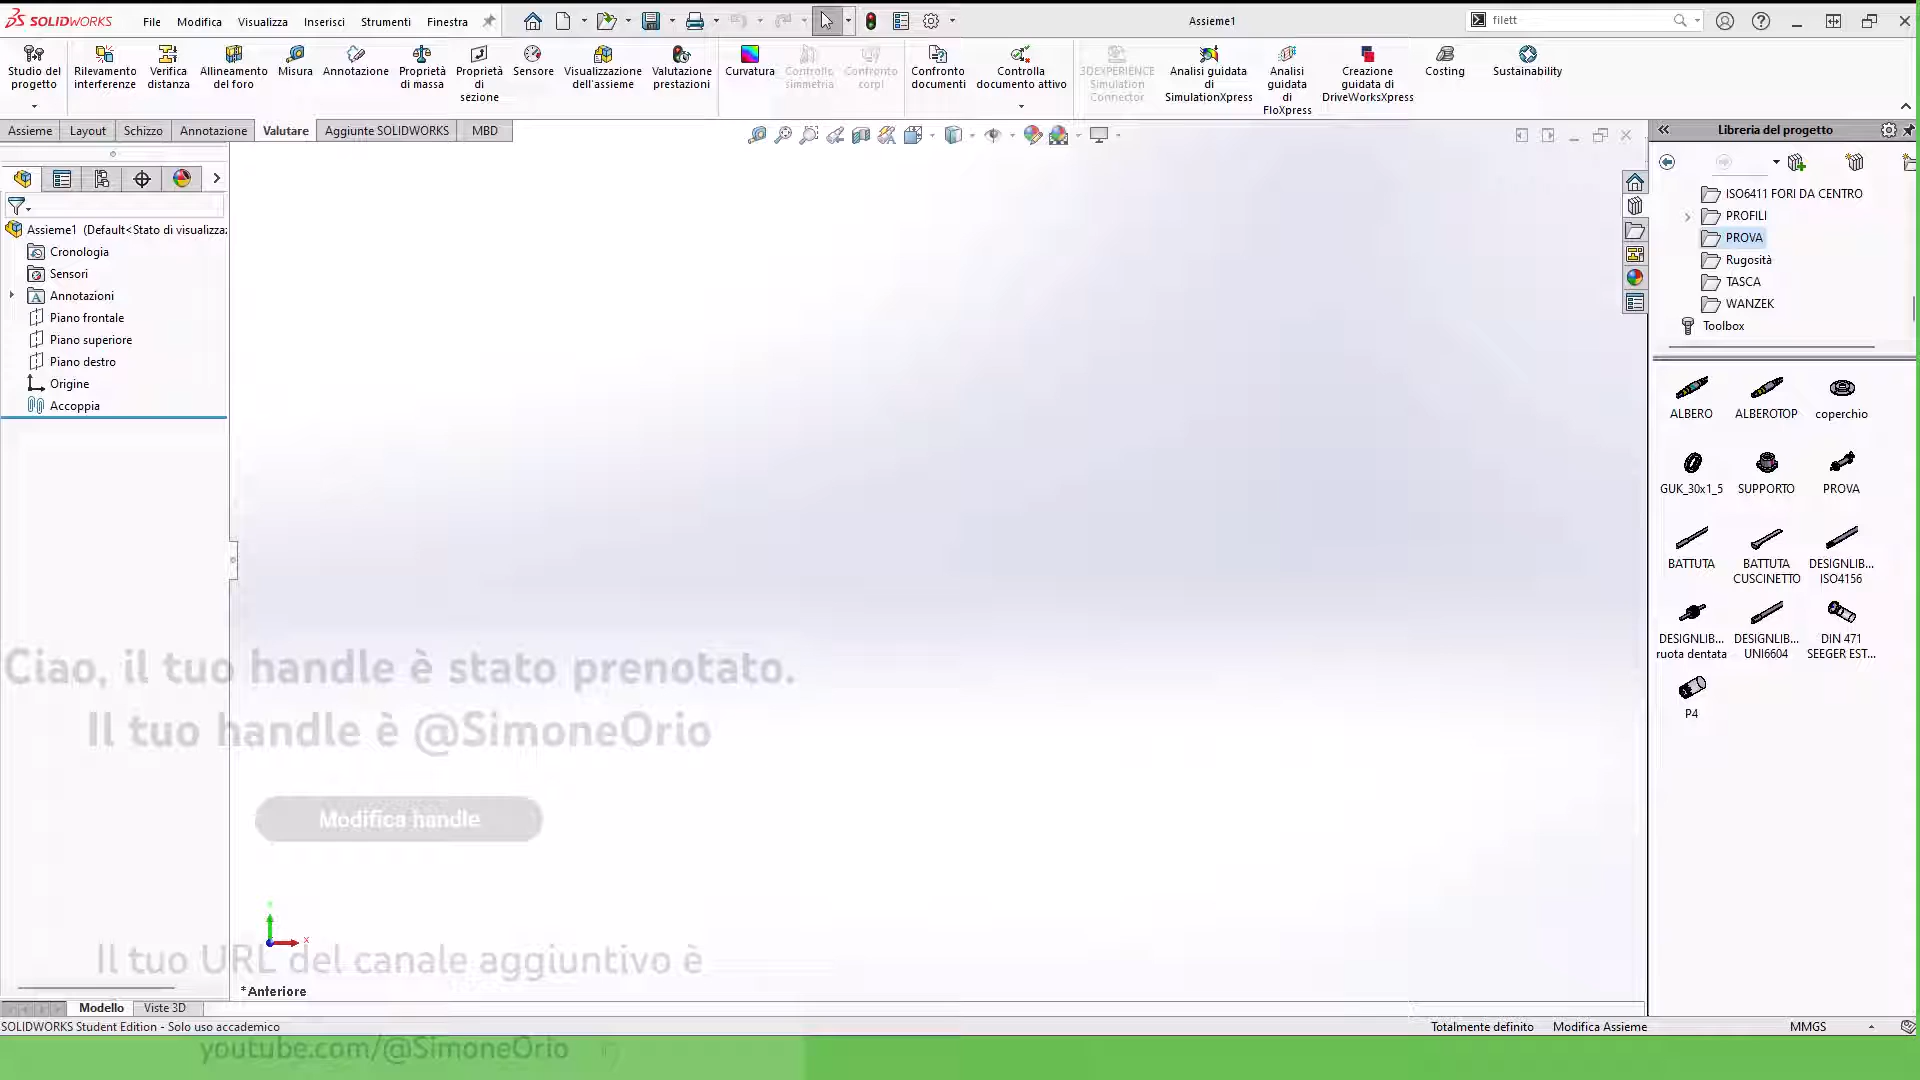 SOLIDWORKS File Modifica Visualizza Inserisci Strumenti Finestra Assieme1 filett
Studio del progetto
Rilevamento interferenze
Verifica distanza
Allineamento del foro
Misura
Annotazione
Proprietà di massa
Proprietà di sezione
Sensore
Visualizzazione dell'assieme
Valutazione prestazioni
Curvatura
Controllo simmetria
Confronto corpi
Confronto documenti
Controlla documento attivo
3DEXPERIENCE Simulation Connector
Analisi guidata di SimulationXpress
Analisi guidata di FloXpress
Creazione guidata di DriveWorksXpress
Costing
Sustainability
Assieme Layout Schizzo Annotazione Valutare Aggiunte SOLIDWORKS MBD
Libreria del progetto
Assieme1 (Default<Stato di visualizza:
Cronologia
Sensori
Annotazioni
Piano frontale
Piano superiore
Piano destro
Origine
Accoppia
ISO6411 FORI DA CENTRO
PROFILI
PROVA
Rugosità
TASCA
WANZEK
Toolbox
ALBERO ALBEROTOP coperchio
GUK_30x1_5 SUPPORTO PROVA
BATTUTA
BATTUTA CUSCINETTO
DESIGNLIB... ISO4156
DESIGNLIB... ruota dentata
DESIGNLIB... UNI6604
DIN 471 SEEGER EST...
P4
Ciao, il tuo handle è stato prenotato.
Il tuo handle è @SimoneOrio
Modifica handle
x
Il tuo URL del canale aggiuntivo è
*Anteriore
Modello Viste 3D
SOLIDWORKS Student Edition - Solo uso accademico Totalmente definito Modifica Assieme MMGS
youtube.com/@SimoneOrio